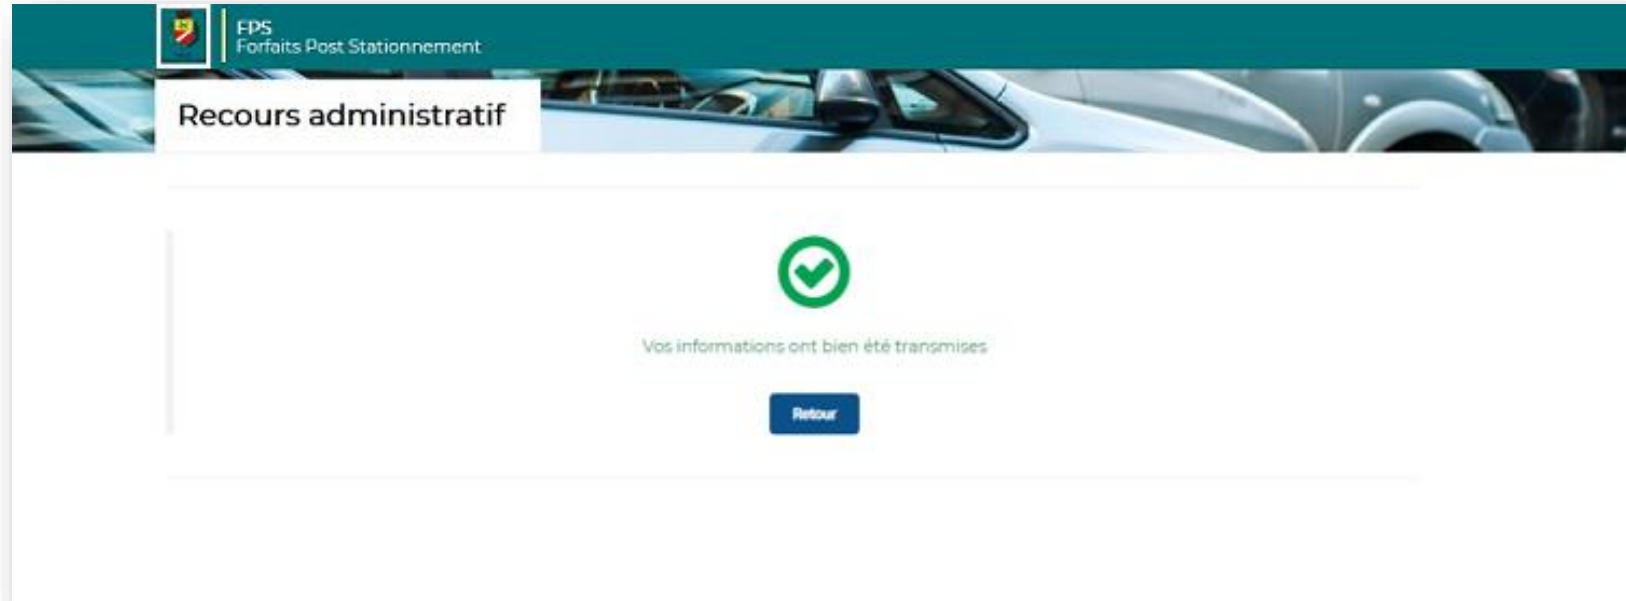 FPS
Forfaits Post Stationnement
Recours administratif
Vos informations ont bien été transmises
Retour